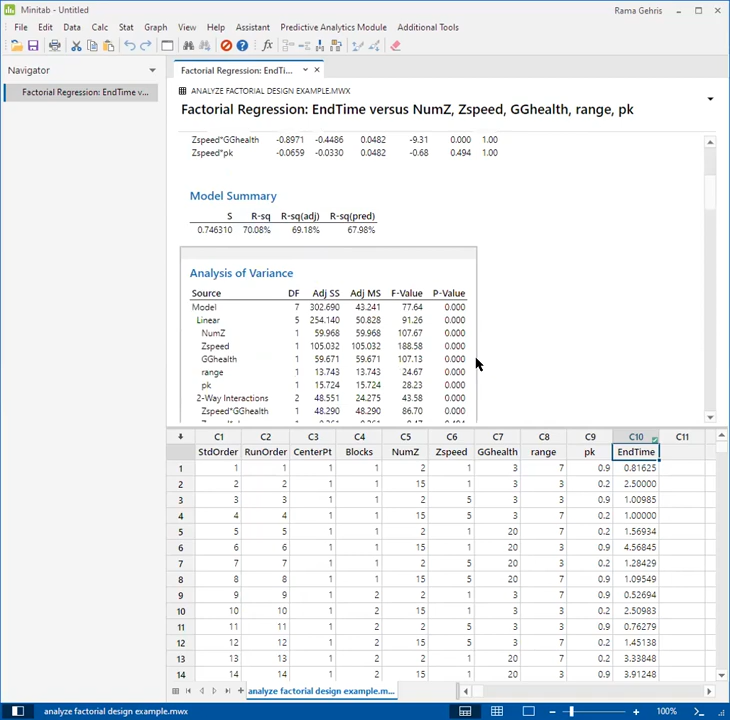 Minitab - Untitled
Rama Gehris
File Edit Data Calc Stat Graph View Help Assistant Predictive Analytics Module Additional Tools
Navigator
Factorial Regression: EndTi...
Factorial Regression: EndTime v...
ANALYZE FACTORIAL DESIGN EXAMPLE.MWX
Factorial Regression: EndTime versus NumZ, Zspeed, GGhealth, range, pk
Zspeed*GGhealth -0.8971 -0.4486 0.0482 -9.31 0.000 1.00
Zspeed*pk -0.0659 -0.0330 0.0482 -0.68 0.494 1.00
Model Summary
S R-sq R-sq(adj) R-sq(pred)
0.746310 70.08% 69.18% 67.98%
Analysis of Variance
Source DF Adj SS Adj MS F-Value P-Value
Model 7 302.690 43.241 77.64 0.000
Linear 5 254.140 50.828 91.26 0.000
NumZ 1 59.968 59.968 107.67 0.000
Zspeed 1 105.032 105.032 188.58 0.000
GGhealth 1 59.671 59.671 107.13 0.000
range 1 13.743 13.743 24.67 0.000
pk 1 15.724 15.724 28.23 0.000
2-Way Interactions 2 48.551 24.275 43.58 0.000
Zspeed*GGhealth 1 48.290 48.290 86.70 0.000
C1 C2 C3 C4 C5 C6 C7 C8 C9 C10 C11
StdOrder RunOrder CenterPt Blocks NumZ Zspeed GGhealth range pk EndTime
1 1 1 1 1 2 1 3 7 0.9 0.81625
2 2 2 1 1 15 1 3 3 0.2 2.50000
3 3 3 1 1 2 5 3 3 0.9 1.00985
4 4 4 1 1 15 5 3 7 0.2 1.00000
5 5 5 1 1 2 1 20 7 0.2 1.56934
6 6 6 1 1 15 1 20 3 0.9 4.56845
7 7 7 1 1 2 5 20 3 0.2 1.28429
8 8 8 1 1 15 5 20 7 0.9 1.09549
9 9 9 1 2 2 1 3 7 0.9 0.52694
10 10 10 1 2 15 1 3 3 0.2 2.50983
11 11 11 1 2 2 5 3 3 0.9 0.76279
12 12 12 1 2 15 5 3 7 0.2 1.45138
13 13 13 1 2 2 1 20 7 0.2 3.33848
14 14 14 1 2 15 1 20 3 0.9 3.91248
analyze factorial design example.m...
analyze factorial design example.mwx
100%